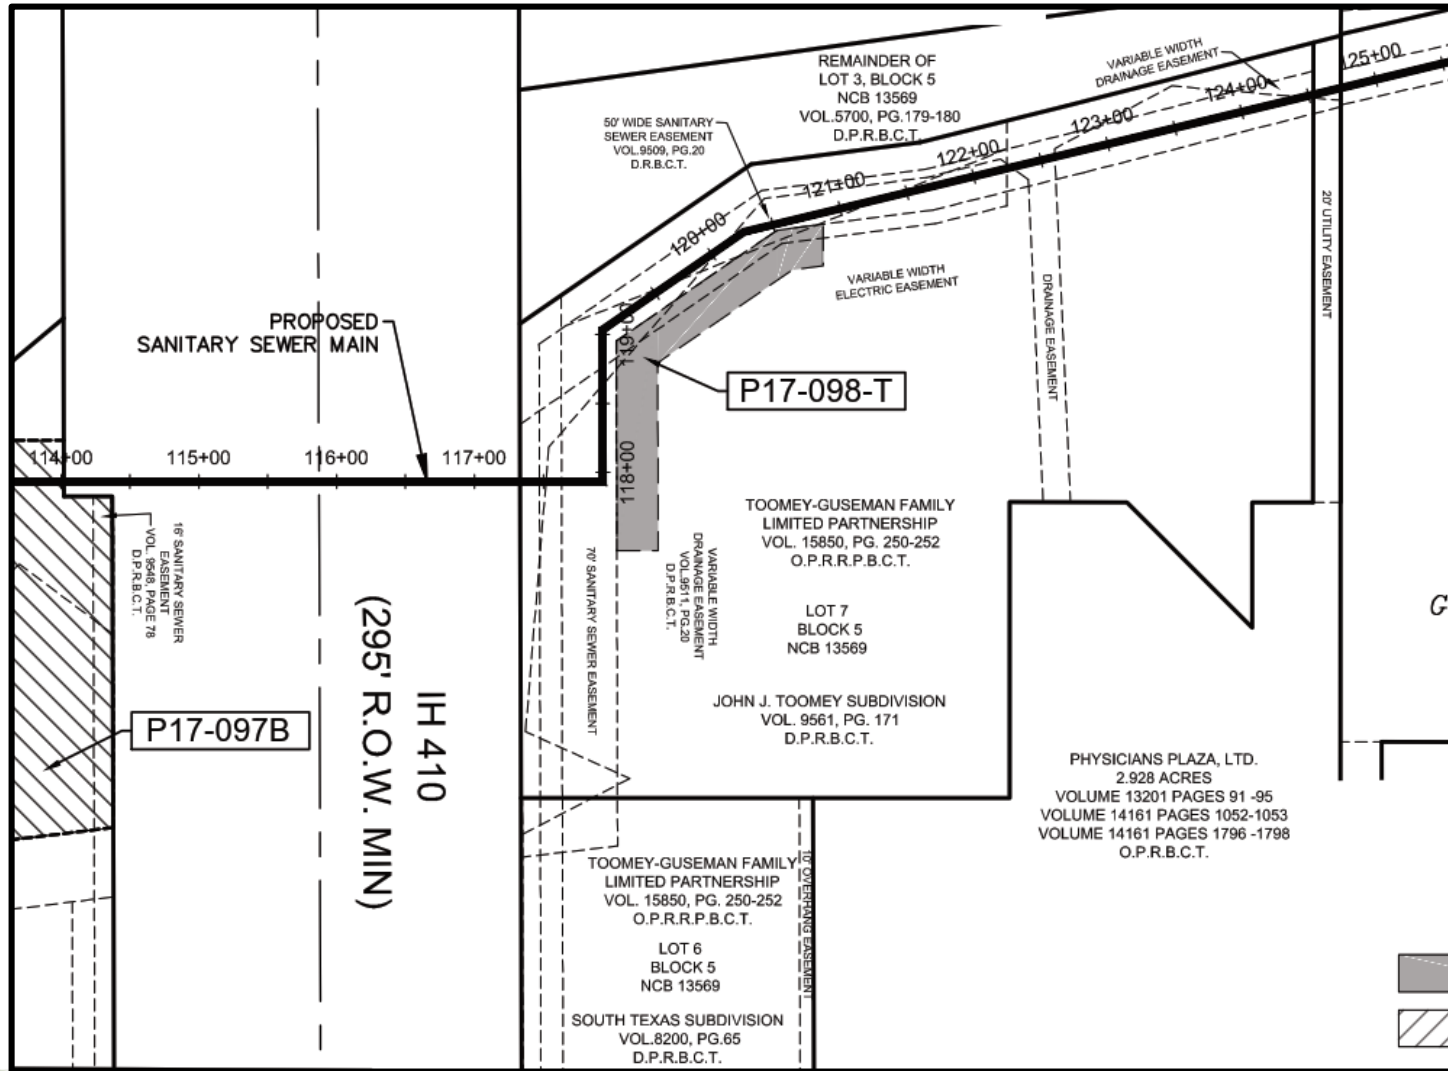 REMAINDER OF
LOT 3, BLOCK 5
NCB 13569
VOL.5700, PG.179-180
D.P.R.B.C.T.
VARIABLE WIDTH
DRAINAGE EASEMENT
125+00
124+00
123+00
122+00
121+00
120+00
119+00
118+00
50' WIDE SANITARY
SEWER EASEMENT
VOL.9509, PG.20
D.R.B.C.T.
VARIABLE WIDTH
ELECTRIC EASEMENT
DRAINAGE EASEMENT
20' UTILITY EASEMENT
PROPOSED
SANITARY SEWER MAIN
P17-098-T
114+00
115+00
116+00
117+00
16' SANITARY SEWER
EASEMENT
VOL. 9548, PAGE 78
D.P.R.B.C.T.
70' SANITARY SEWER EASEMENT
VARIABLE WIDTH
DRAINAGE EASEMENT
VOL.9511, PG.20
D.P.R.B.C.T.
TOOMEY-GUSEMAN FAMILY
LIMITED PARTNERSHIP
VOL. 15850, PG. 250-252
O.P.R.R.P.B.C.T.
LOT 7
BLOCK 5
NCB 13569
JOHN J. TOOMEY SUBDIVISION
VOL. 9561, PG. 171
D.P.R.B.C.T.
G
IH 410
(295' R.O.W. MIN)
P17-097B
PHYSICIANS PLAZA, LTD.
2.928 ACRES
VOLUME 13201 PAGES 91 -95
VOLUME 14161 PAGES 1052-1053
VOLUME 14161 PAGES 1796 -1798
O.P.R.B.C.T.
TOOMEY-GUSEMAN FAMILY
LIMITED PARTNERSHIP
VOL. 15850, PG. 250-252
O.P.R.R.P.B.C.T.
LOT 6
BLOCK 5
NCB 13569
SOUTH TEXAS SUBDIVISION
VOL.8200, PG.65
D.P.R.B.C.T.
10' OVERHANG EASEMENT